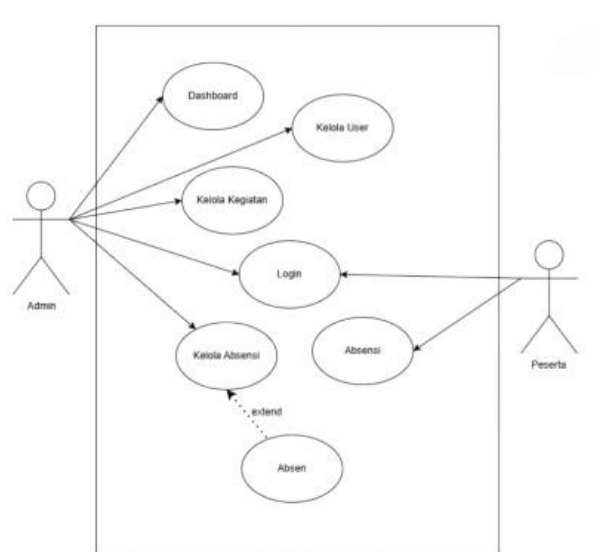 Dashboard
Kelola User
Kelola Kegiatan
Login
Admin
Kelola Absensi
Absensi
Peserta
extend
Absen